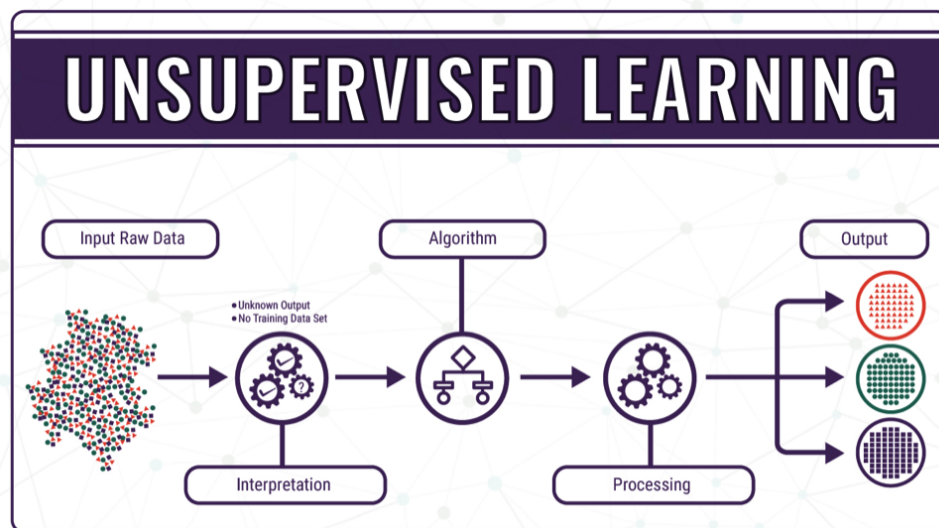 UNSUPERVISED LEARNING
Input Raw Data
Algorithm
Output
● Unknown Output
● No Training Data Set
?
Interpretation
Processing